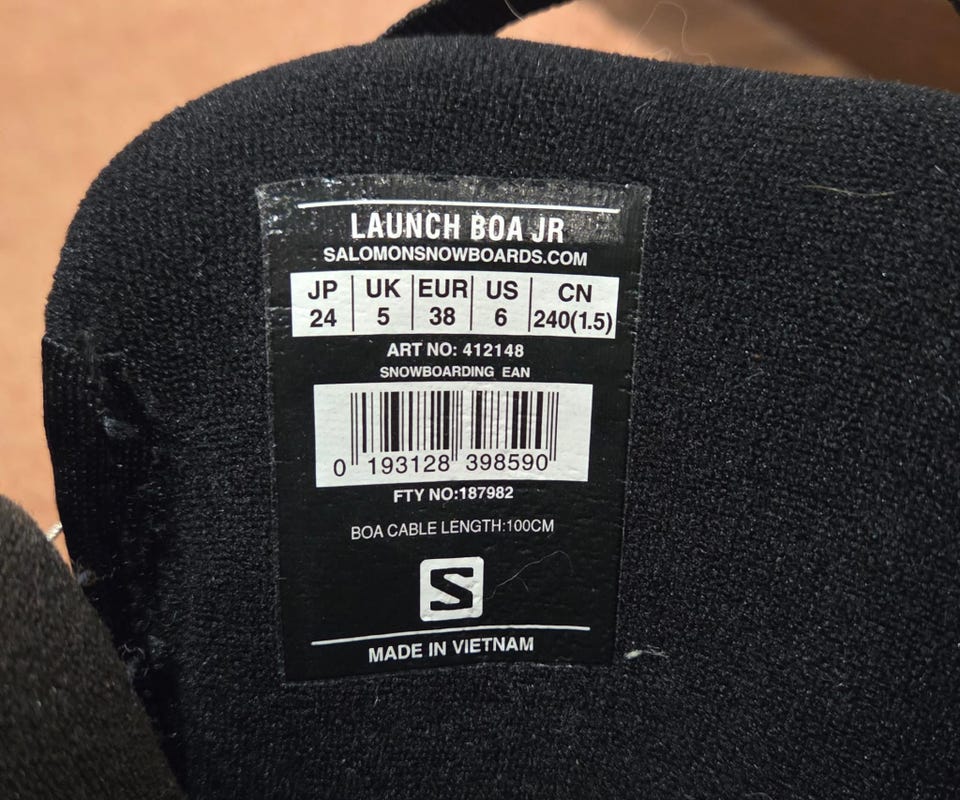 LAUNCH BOA JR
SALOMONSNOWBOARDS.COM
JP UK EUR US CN
24 5 38 6 240(1.5)
ART NO: 412148
SNOWBOARDING EAN
0 193128 398590
FTY NO:187982
BOA CABLE LENGTH:100CM
S
MADE IN VIETNAM